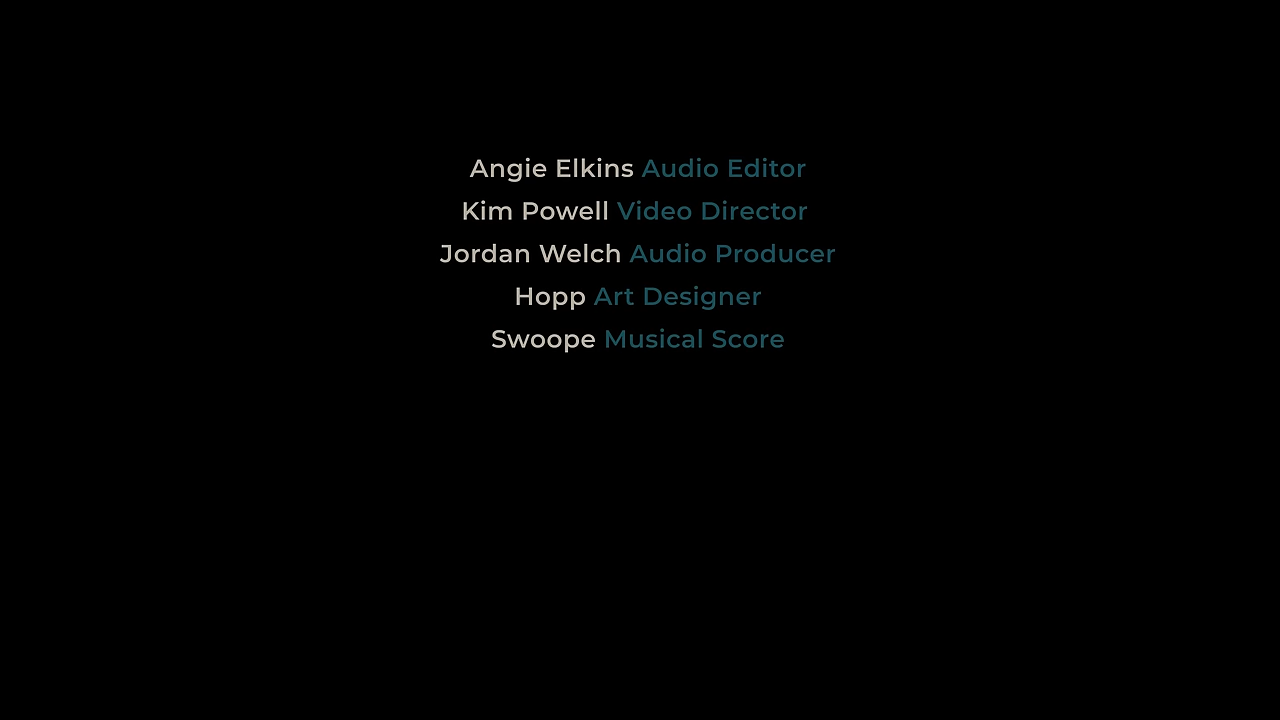 Angie Elkins Audio Editor
Kim Powell Video Director
Jordan Welch Audio Producer
Hopp Art Designer
Swoope Musical Score